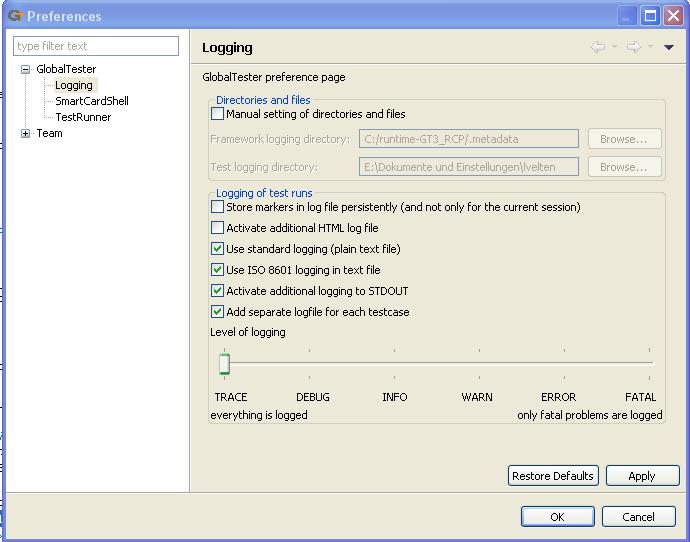 Preferences
type filter text
GlobalTester
Logging
SmartCardShell
TestRunner
Team
Logging
GlobalTester preference page
Directories and files
Manual setting of directories and files
Framework logging directory: C:/runtime-GT3_RCP/.metadata Browse...
Test logging directory: E:\Dokumente und Einstellungen\lvelten Browse...
Logging of test runs
Store markers in log file persistently (and not only for the current session)
Activate additional HTML log file
Use standard logging (plain text file)
Use ISO 8601 logging in text file
Activate additional logging to STDOUT
Add separate logfile for each testcase
Level of logging
TRACE DEBUG INFO WARN ERROR FATAL
everything is logged only fatal problems are logged
Restore Defaults Apply
OK Cancel